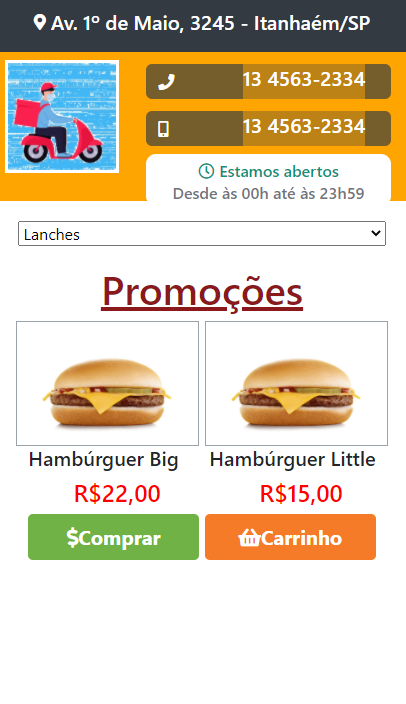 Av. 1º de Maio, 3245 - Itanhaém/SP
13 4563-2334
13 4563-2334
Estamos abertos
Desde às 00h até às 23h59
Lanches
Promoções
Hambúrguer Big
Hambúrguer Little
R$22,00
R$15,00
$Comprar
Carrinho